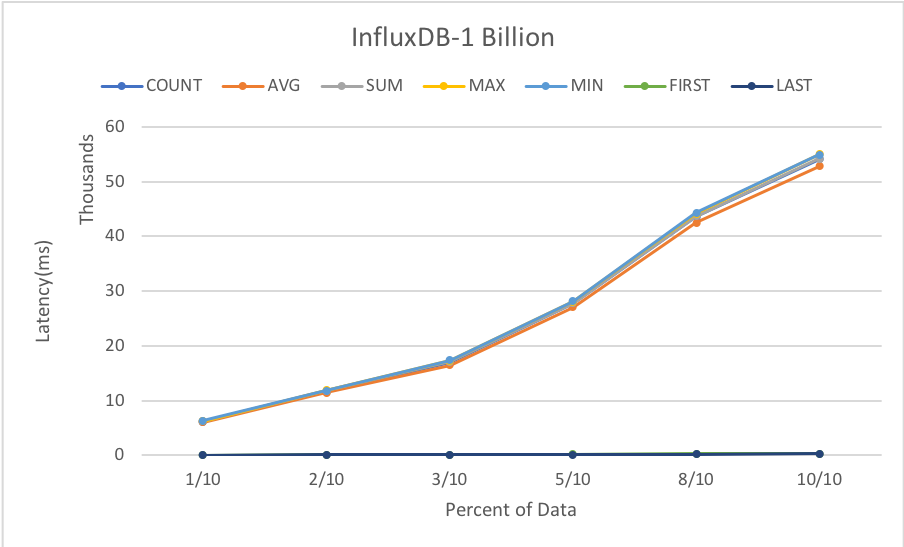 InfluxDB-1 Billion
COUNT AVG SUM MAX MIN FIRST LAST
Latency(ms)
Thousands
60
50
40
30
20
10
0
1/10 2/10 3/10 5/10 8/10 10/10
Percent of Data